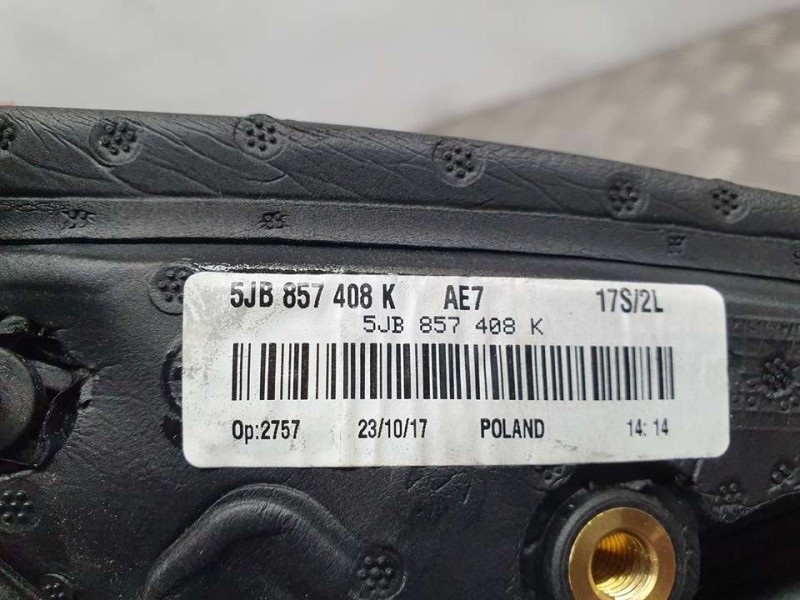 5JB 857 408 K AE7 17S/2L
5JB 857 408 K
Op:2757 23/10/17 POLAND 14:14